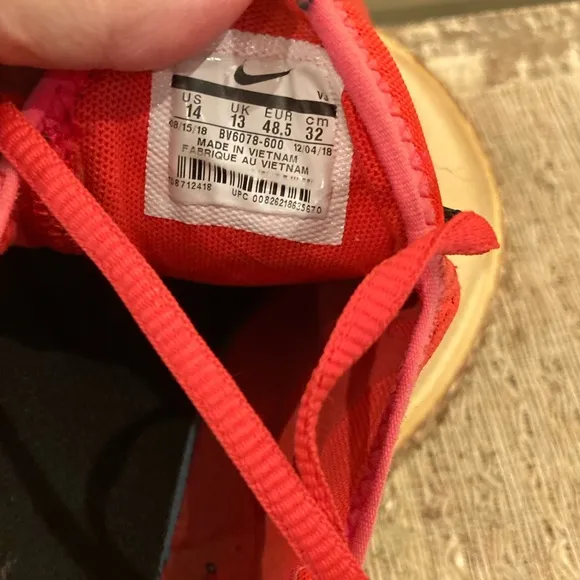 US UK EUR cm
14 13 48.5 32
08/15/18 BV6078-600 12/04/18
MADE IN VIETNAM
FABRIQUE AU VIETNAM
UPC 00826218635670